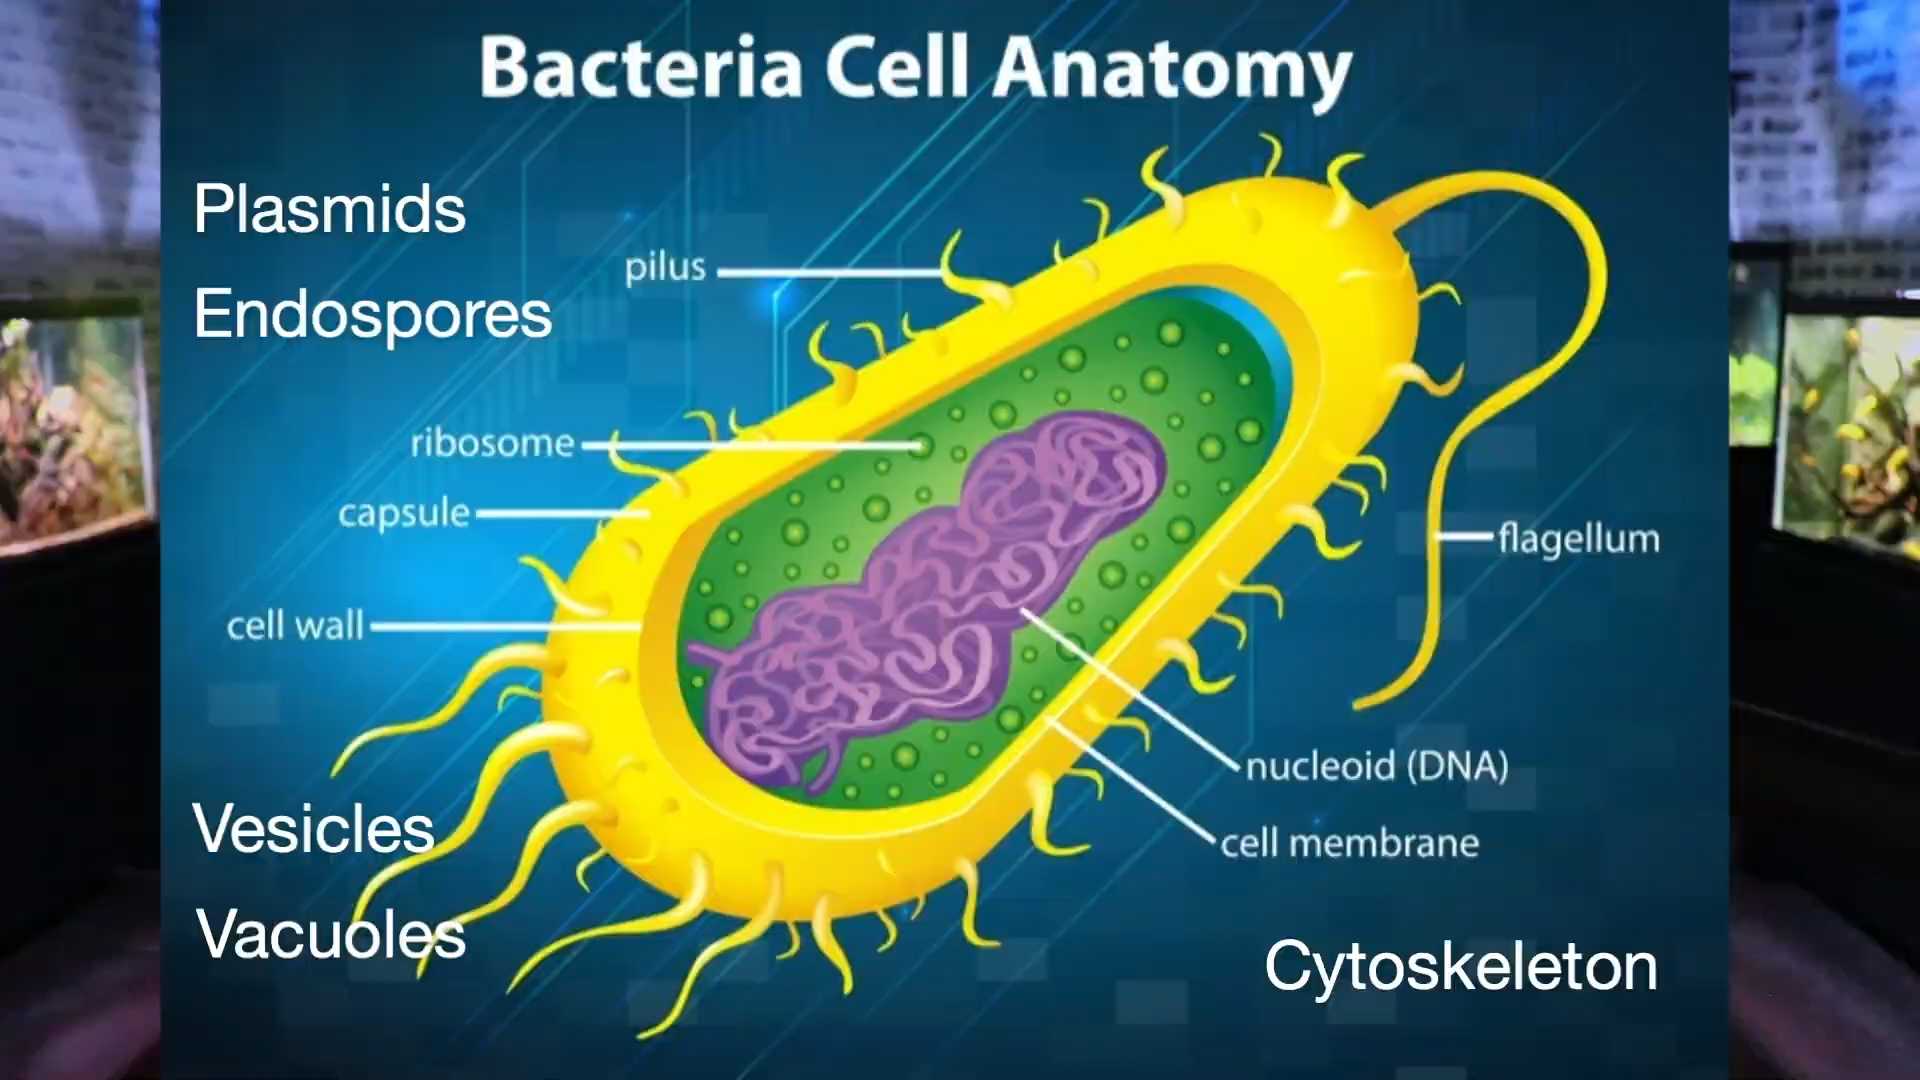 Bacteria Cell Anatomy
Plasmids
pilus
Endospores
ribosome
capsule
cell wall
flagellum
nucleoid (DNA)
Vesicles
cell membrane
Vacuoles
Cytoskeleton